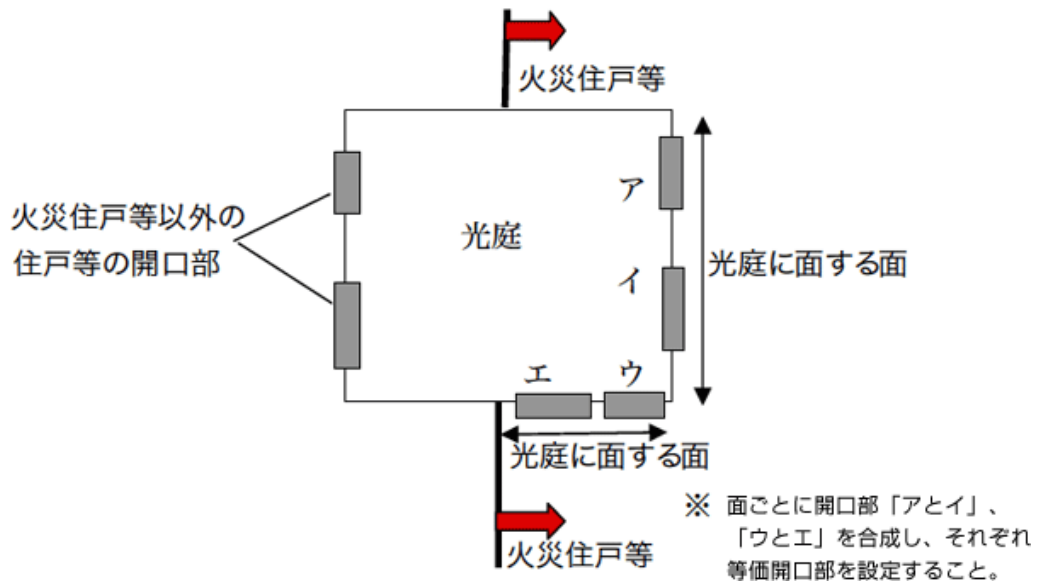 火災住戸等
ア
火災住戸等以外の
住戸等の開口部
光庭
光庭に面する面
イ
エ
ウ
光庭に面する面
※ 面ごとに開口部「アとイ」、
「ウとエ」を合成し、それぞれ
等価開口部を設定すること。
火災住戸等